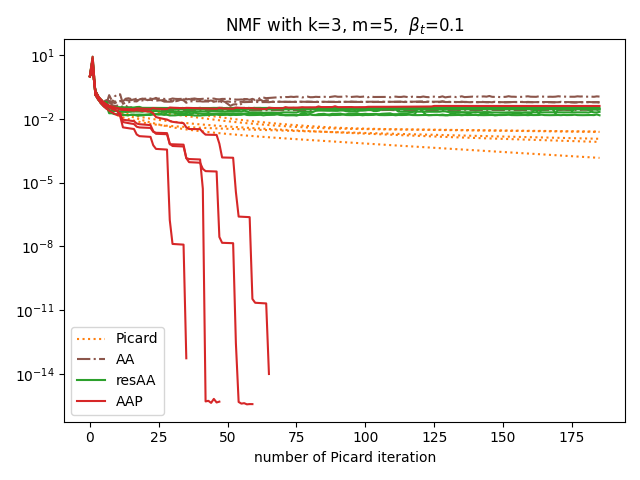 NMF with k=3, m=5, β_t=0.1
10^1
10^-2
10^-5
10^-8
10^-11
10^-14
Picard
AA
resAA
AAP
0 25 50 75 100 125 150 175
number of Picard iteration